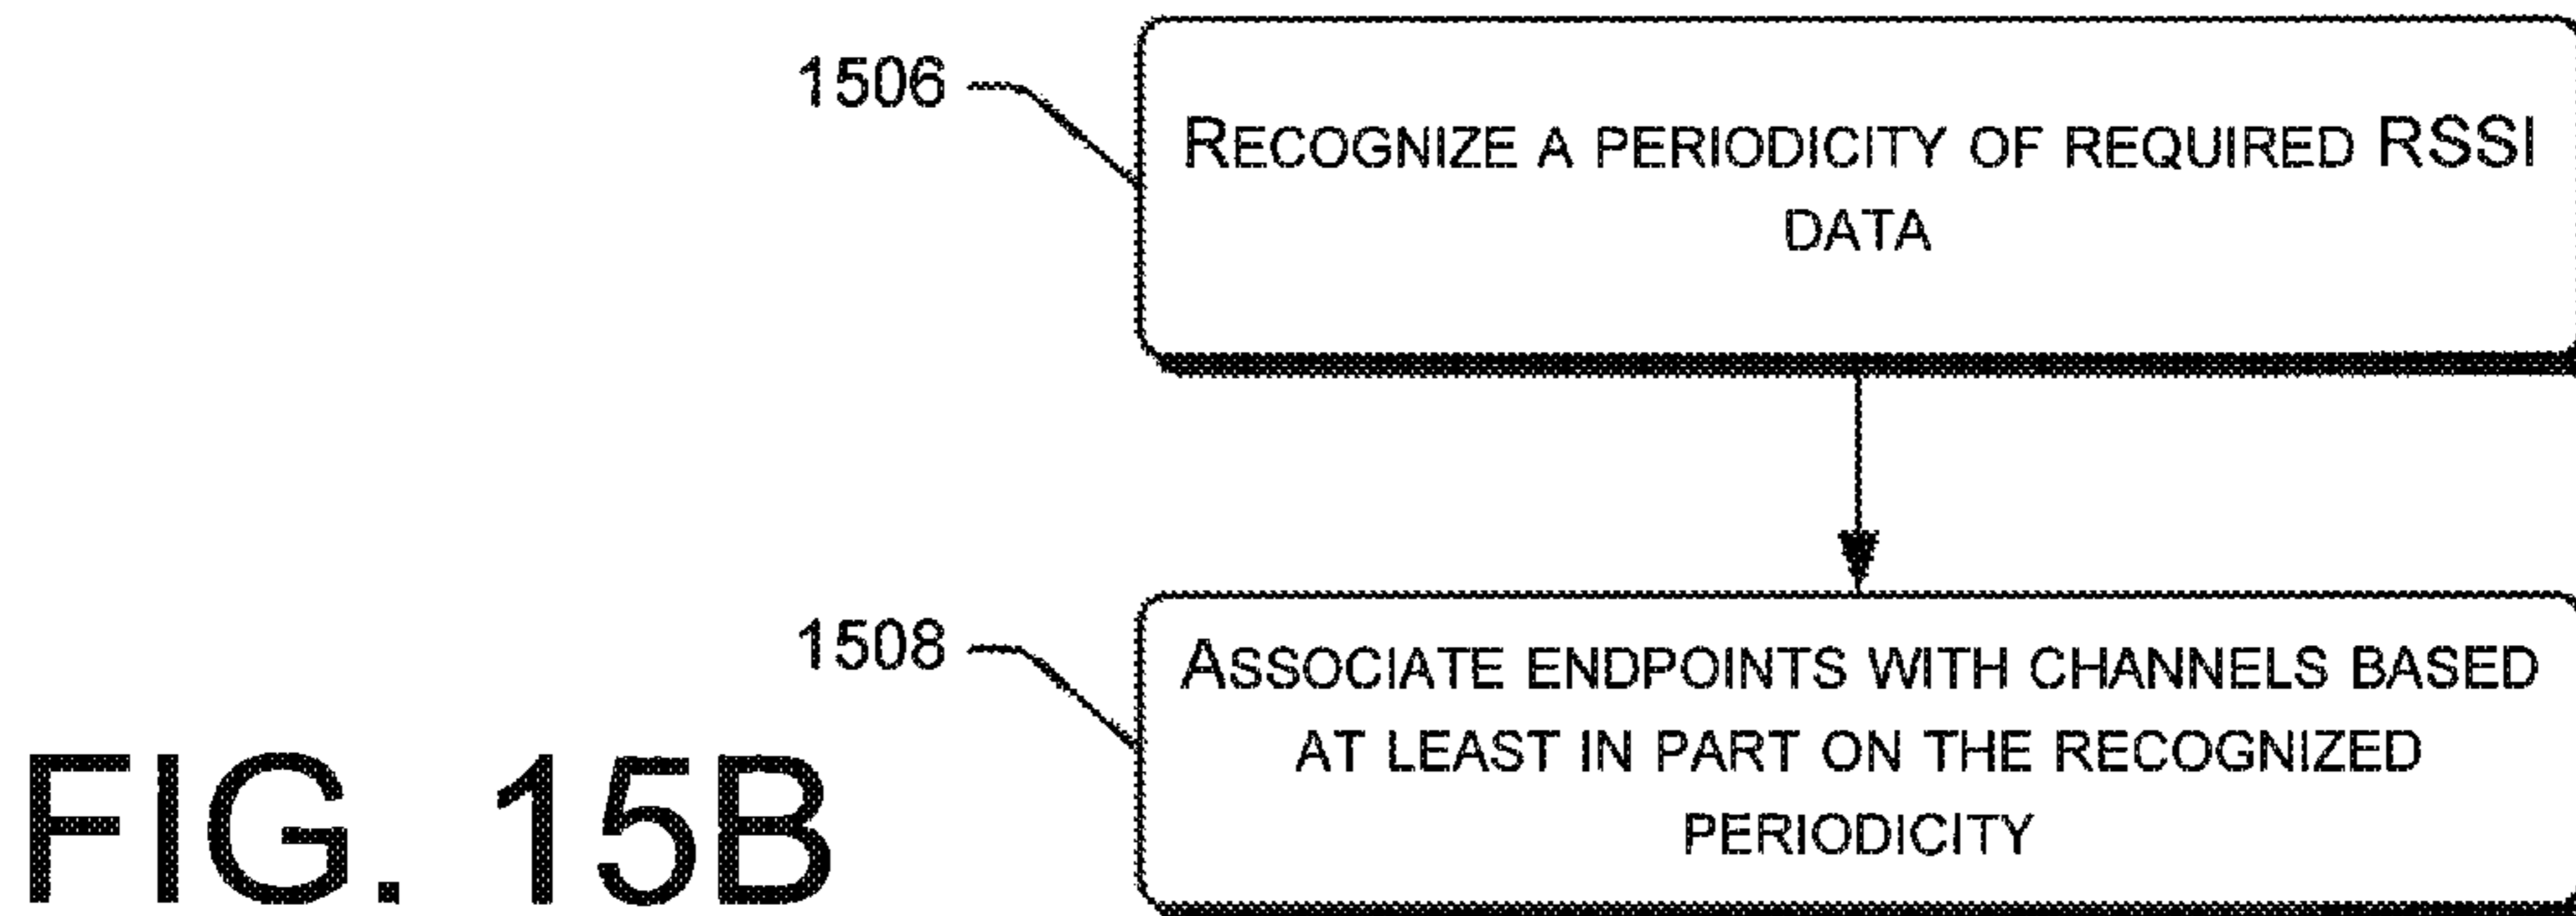 1506
RECOGNIZE A PERIODICITY OF REQUIRED RSSI
DATA
1508
ASSOCIATE ENDPOINTS WITH CHANNELS BASED
AT LEAST IN PART ON THE RECOGNIZED
PERIODICITY
FIG. 15B